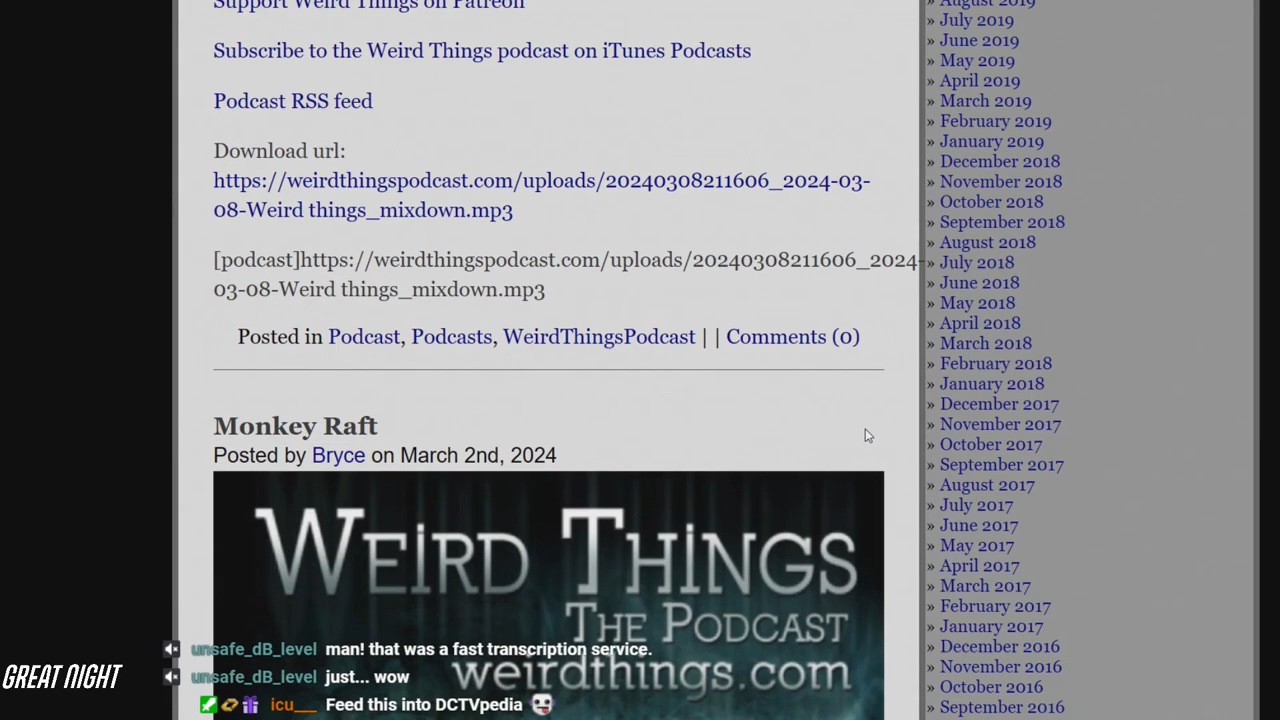 Support Weird Things on Patreon
Subscribe to the Weird Things podcast on iTunes Podcasts
Podcast RSS feed
Download url:
https://weirdthingspodcast.com/uploads/20240308211606_2024-03-
08-Weird things_mixdown.mp3
[podcast]https://weirdthingspodcast.com/uploads/20240308211606_2024-
03-08-Weird things_mixdown.mp3
Posted in Podcast, Podcasts, WeirdThingsPodcast | | Comments (0)
Monkey Raft
Posted by Bryce on March 2nd, 2024
WEIRD THINGS
THE PODCAST
weirdthings.com
unsafe_dB_level man! that was a fast transcription service.
unsafe_dB_level just... wow
icu__ Feed this into DCTVpedia
GREAT NIGHT
» August 2019
» July 2019
» June 2019
» May 2019
» April 2019
» March 2019
» February 2019
» January 2019
» December 2018
» November 2018
» October 2018
» September 2018
» August 2018
» July 2018
» June 2018
» May 2018
» April 2018
» March 2018
» February 2018
» January 2018
» December 2017
» November 2017
» October 2017
» September 2017
» August 2017
» July 2017
» June 2017
» May 2017
» April 2017
» March 2017
» February 2017
» January 2017
» December 2016
» November 2016
» October 2016
» September 2016